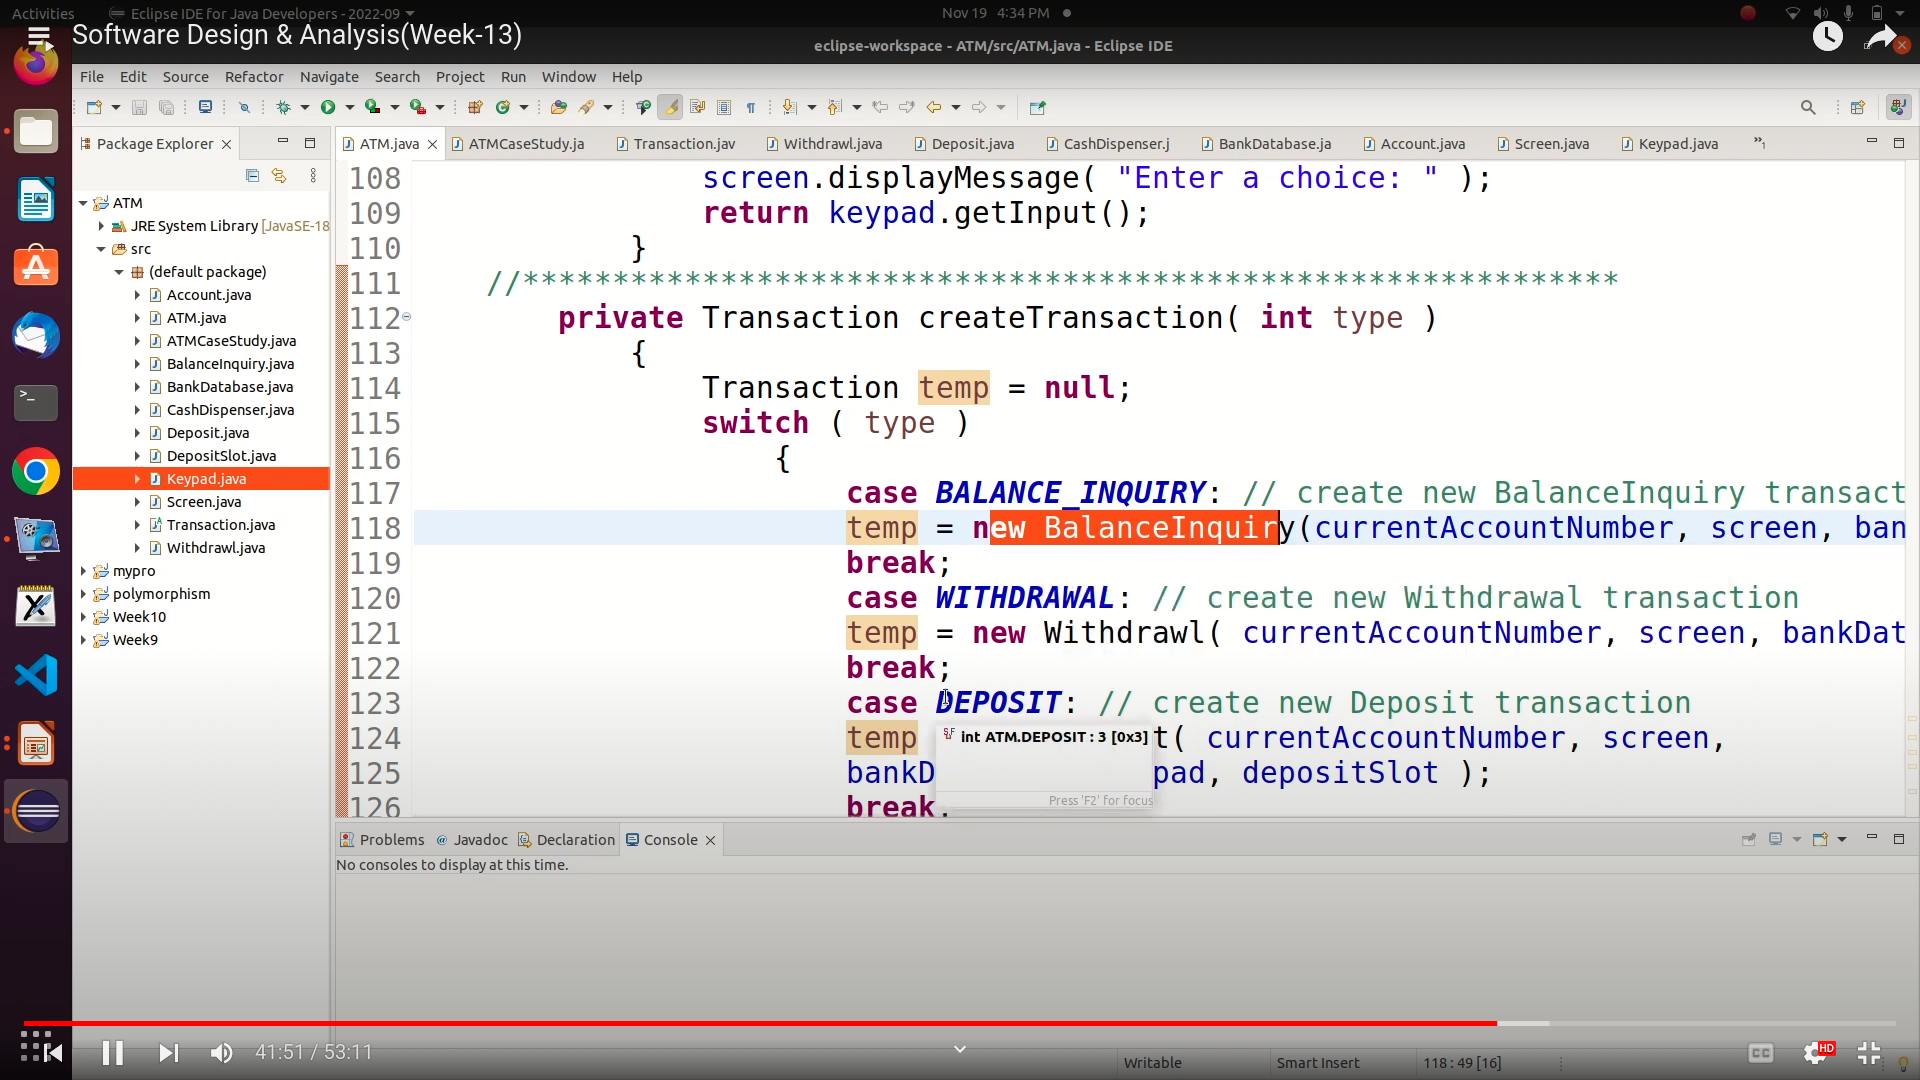 Activities
Eclipse IDE for Java Developers - 2022-09
Nov 19 4:34 PM
Software Design & Analysis(Week-13)
eclipse-workspace - ATM/src/ATM.java - Eclipse IDE
File Edit Source Refactor Navigate Search Project Run Window Help
Package Explorer
ATM.java
ATMCaseStudy.ja
Transaction.jav
Withdrawl.java
Deposit.java
CashDispenser.j
BankDatabase.ja
Account.java
Screen.java
Keypad.java
ATM
JRE System Library [JavaSE-18
src
(default package)
Account.java
ATM.java
ATMCaseStudy.java
BalanceInquiry.java
BankDatabase.java
CashDispenser.java
Deposit.java
DepositSlot.java
Keypad.java
Screen.java
Transaction.java
Withdrawl.java
mypro
polymorphism
Week10
Week9
108 screen.displayMessage( "Enter a choice: " );
109 return keypad.getInput();
110 }
111 //*************************************************************
112 private Transaction createTransaction( int type )
113 {
114 Transaction temp = null;
115 switch ( type )
116 {
117 case BALANCE_INQUIRY: // create new BalanceInquiry transact
118 temp = new BalanceInquiry(currentAccountNumber, screen, ban
119 break;
120 case WITHDRAWAL: // create new Withdrawal transaction
121 temp = new Withdrawl( currentAccountNumber, screen, bankDat
122 break;
123 case DEPOSIT: // create new Deposit transaction
124 temp t( currentAccountNumber, screen,
125 bankD pad, depositSlot );
126 break;
int ATM.DEPOSIT : 3 [0x3]
Press 'F2' for focus
Problems
Javadoc
Declaration
Console
No consoles to display at this time.
41:51 / 53:11
Writable
Smart Insert
118 : 49 [16]
CC
HD